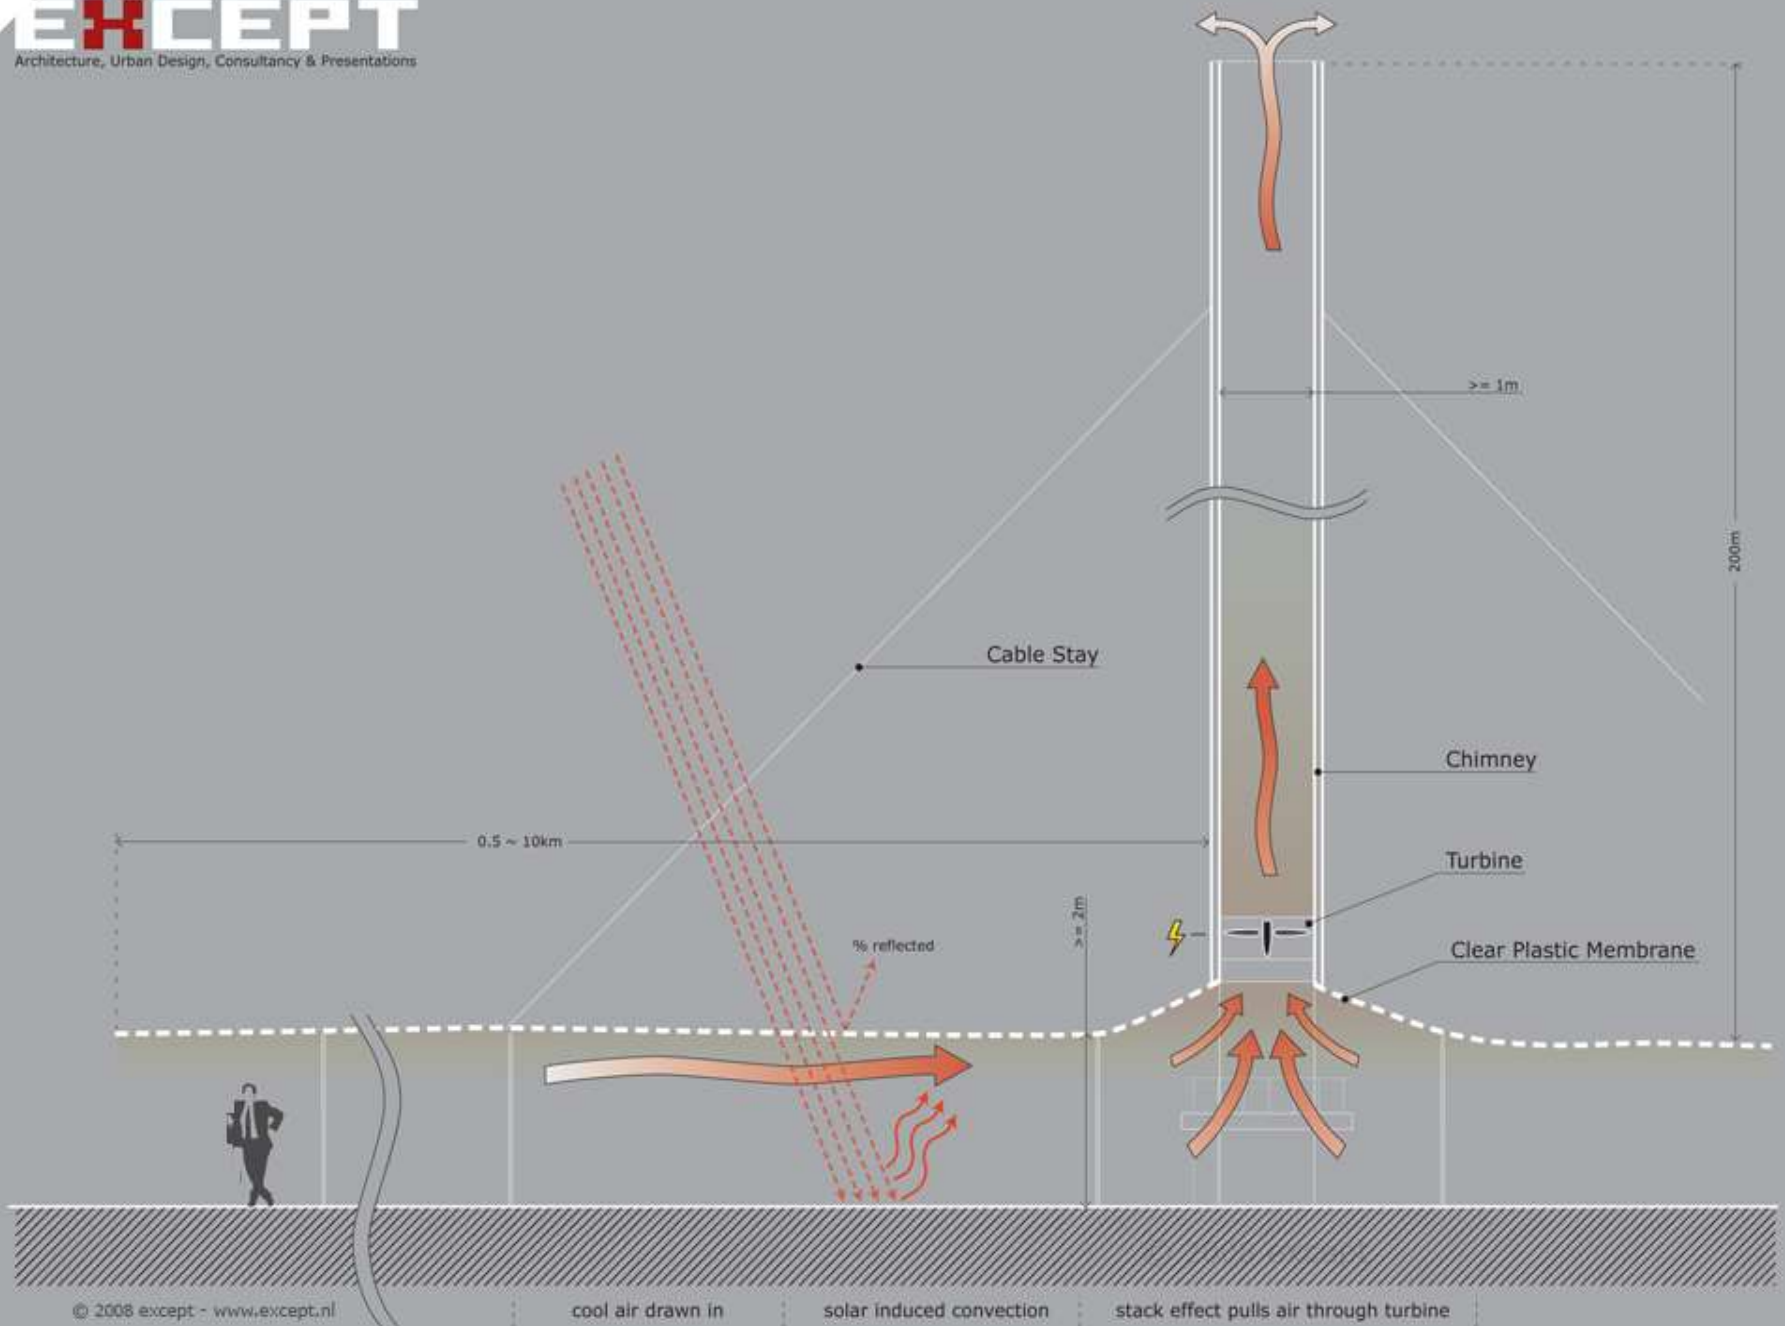 EXCEPT
Architecture, Urban Design, Consultancy & Presentations
>= 1m
200m
Cable Stay
Chimney
0.5 ~ 10km
Turbine
>= 2m
% reflected
Clear Plastic Membrane
© 2008 except - www.except.nl
cool air drawn in
solar induced convection
stack effect pulls air through turbine